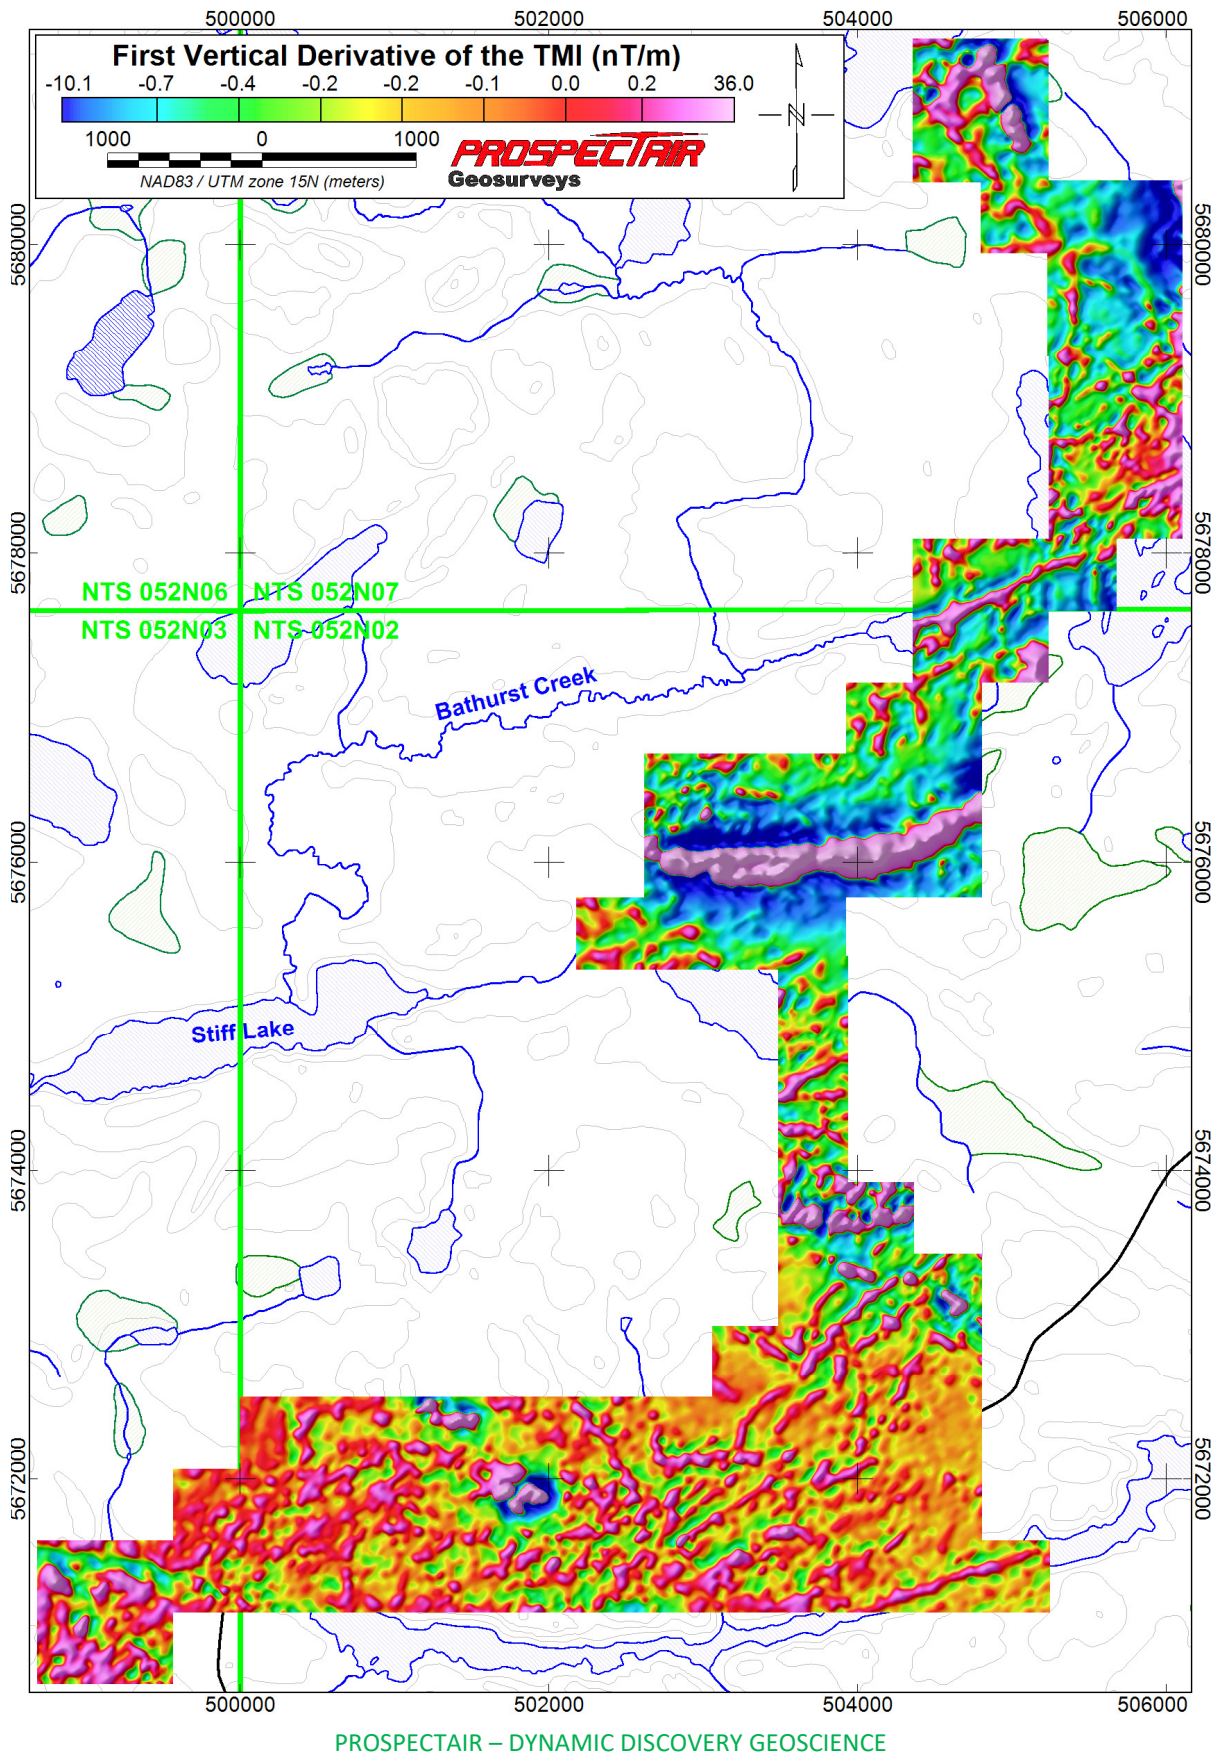 500000 502000 504000 506000
First Vertical Derivative of the TMI (nT/m)
-10.1 -0.7 -0.4 -0.2 -0.2 -0.1 0.0 0.2 36.0
1000 0 1000
N
PROSPECTAIR
NAD83 / UTM zone 15N (meters)
Geosurveys
5680000 5680000
5678000 5678000
NTS 052N06 NTS 052N07
NTS 052N03 NTS 052N02
Bathurst Creek
5676000 5676000
Stiff Lake
5674000 5674000
5672000 5672000
500000 502000 504000 506000
PROSPECTAIR – DYNAMIC DISCOVERY GEOSCIENCE